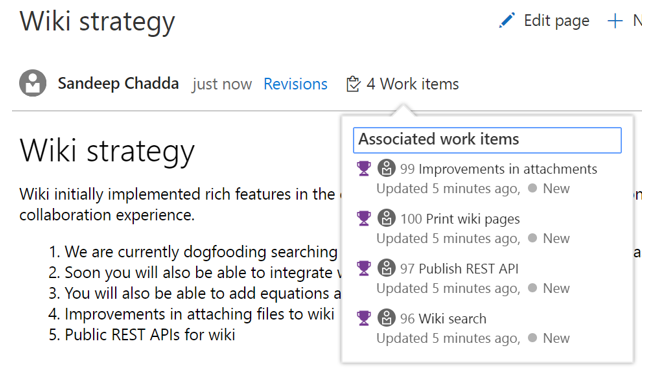 Wiki strategy
Edit page
Sandeep Chadda just now Revisions 4 Work items
Associated work items
99 Improvements in attachments
Updated 5 minutes ago, New
100 Print wiki pages
Updated 5 minutes ago, New
97 Publish REST API
Updated 5 minutes ago, New
96 Wiki search
Updated 5 minutes ago, New
Wiki strategy
Wiki initially implemented rich features in the
collaboration experience.
1. We are currently dogfooding searching
2. Soon you will also be able to integrate
3. You will also be able to add equations
4. Improvements in attaching files to wiki
5. Public REST APIs for wiki